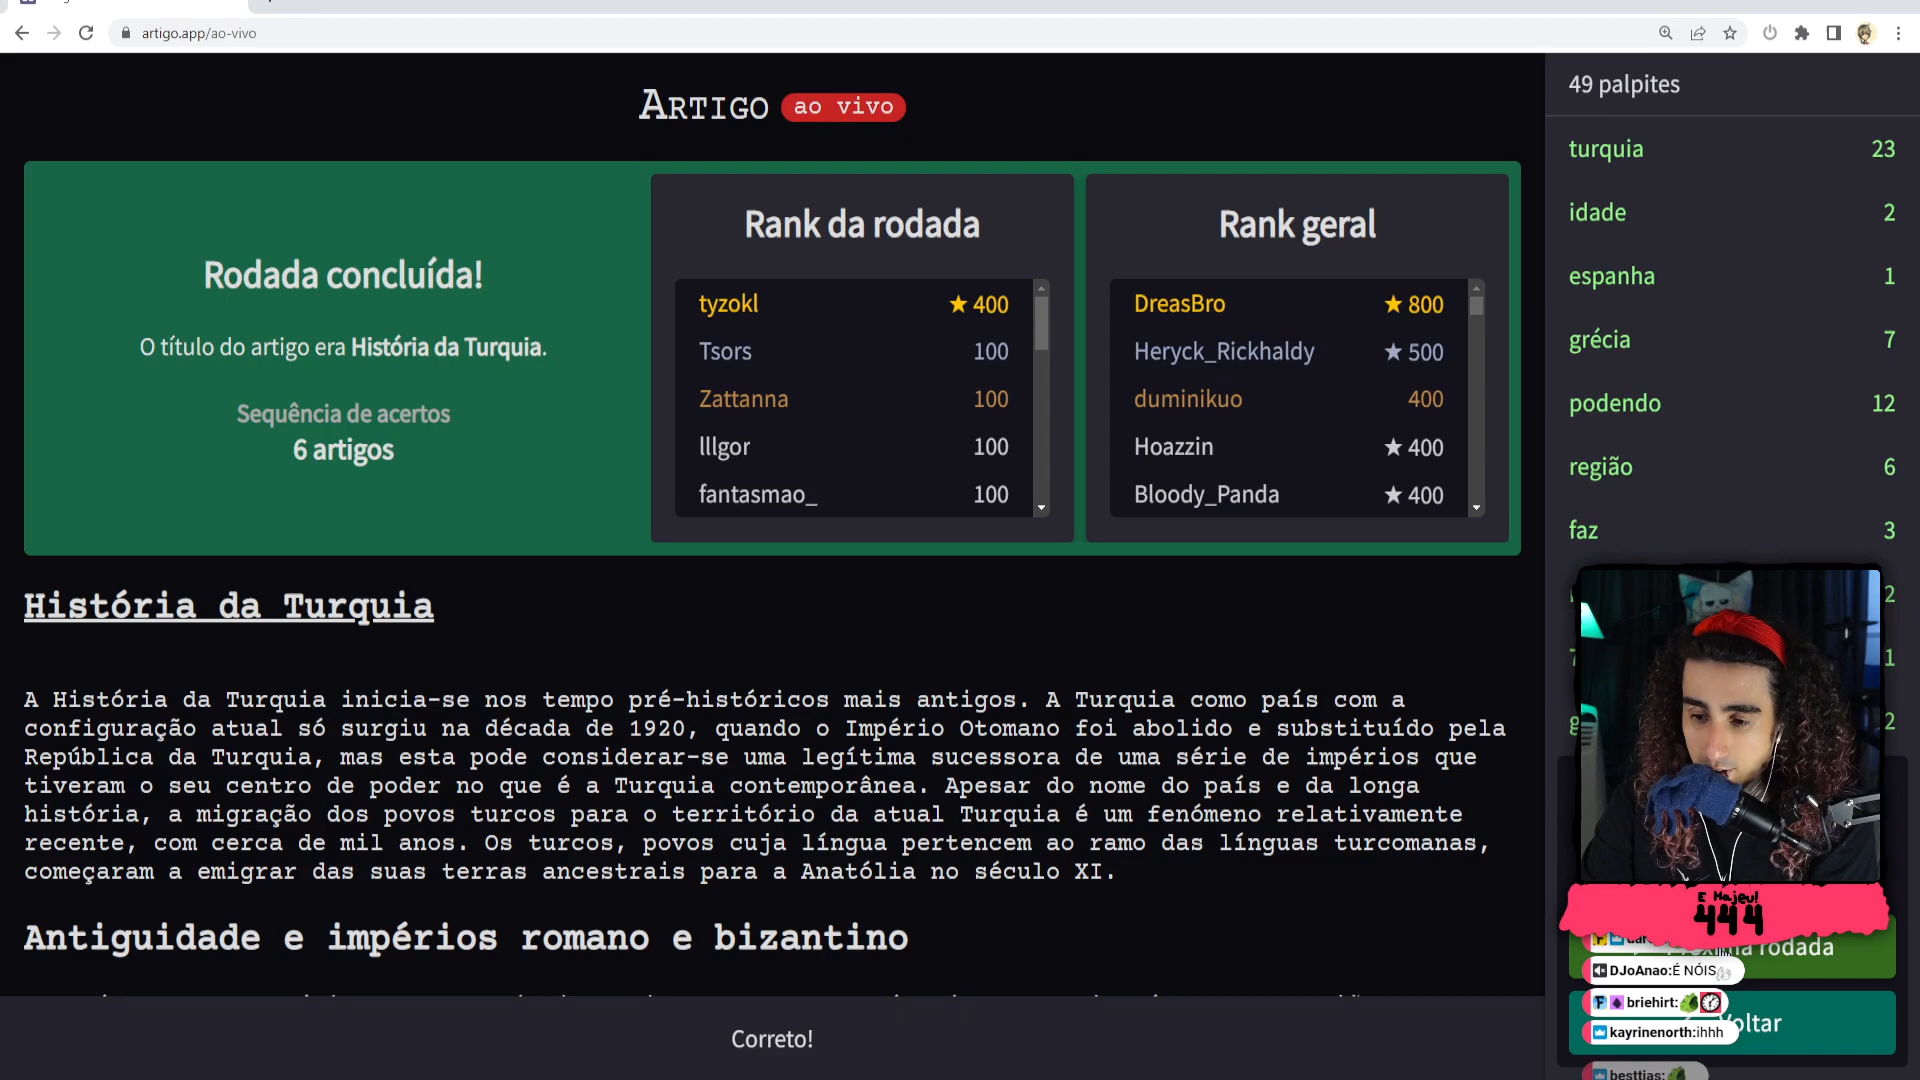 artigo.app/ao-vivo
Artigo ao vivo
Rodada concluída!
O título do artigo era História da Turquia.
Sequência de acertos
6 artigos
Rank da rodada
tyzokl ★ 400
Tsors 100
Zattanna 100
lllgor 100
fantasmao_ 100
Rank geral
DreasBro ★ 800
Heryck_Rickhaldy ★ 500
duminikuo 400
Hoazzin ★ 400
Bloody_Panda ★ 400
História da Turquia
A História da Turquia inicia-se nos tempo pré-históricos mais antigos. A Turquia como país com a
configuração atual só surgiu na década de 1920, quando o Império Otomano foi abolido e substituído pela
República da Turquia, mas esta pode considerar-se uma legítima sucessora de uma série de impérios que
tiveram o seu centro de poder no que é a Turquia contemporânea. Apesar do nome do país e da longa
história, a migração dos povos turcos para o território da atual Turquia é um fenómeno relativamente
recente, com cerca de mil anos. Os turcos, povos cuja língua pertencem ao ramo das línguas turcomanas,
começaram a emigrar das suas terras ancestrais para a Anatólia no século XI.
Antiguidade e impérios romano e bizantino
Correto!
49 palpites
turquia 23
idade 2
espanha 1
grécia 7
podendo 12
região 6
faz 3
2
1
2
444
rodada
DJoAnao:É NÓIS
briehirt:
Voltar
kayrinenorth:ihhh
besttias: